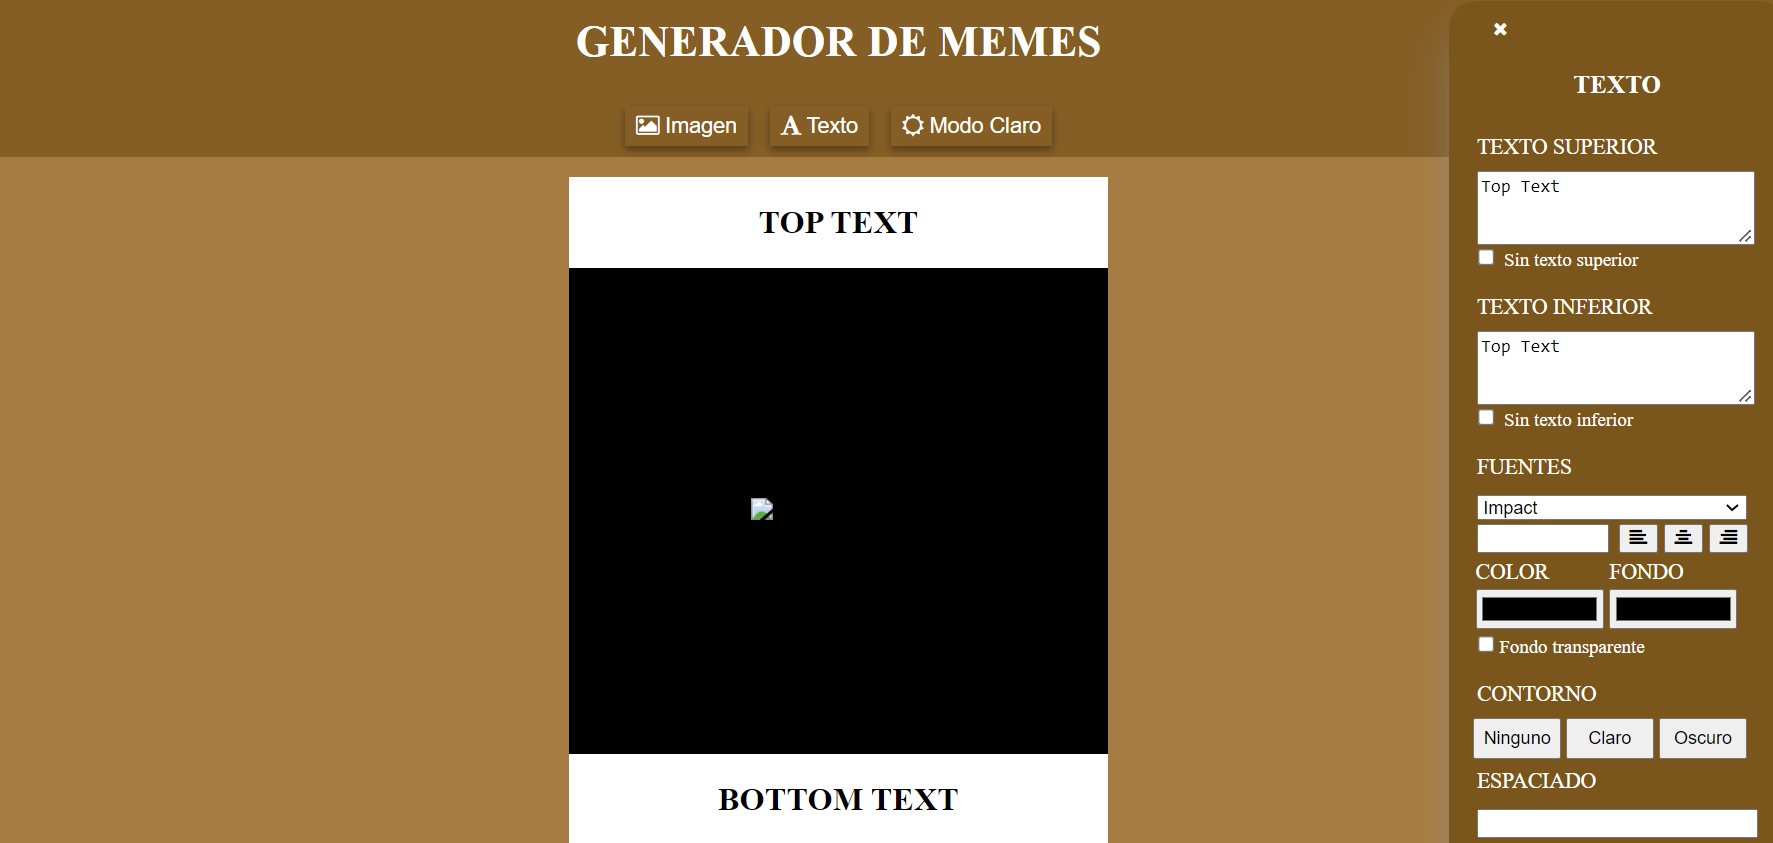 GENERADOR DE MEMES
Imagen
Texto
Modo Claro
TOP TEXT
BOTTOM TEXT
TEXTO
TEXTO SUPERIOR
Top Text
Sin texto superior
TEXTO INFERIOR
Top Text
Sin texto inferior
FUENTES
Impact
COLOR
FONDO
Fondo transparente
CONTORNO
Ninguno
Claro
Oscuro
ESPACIADO